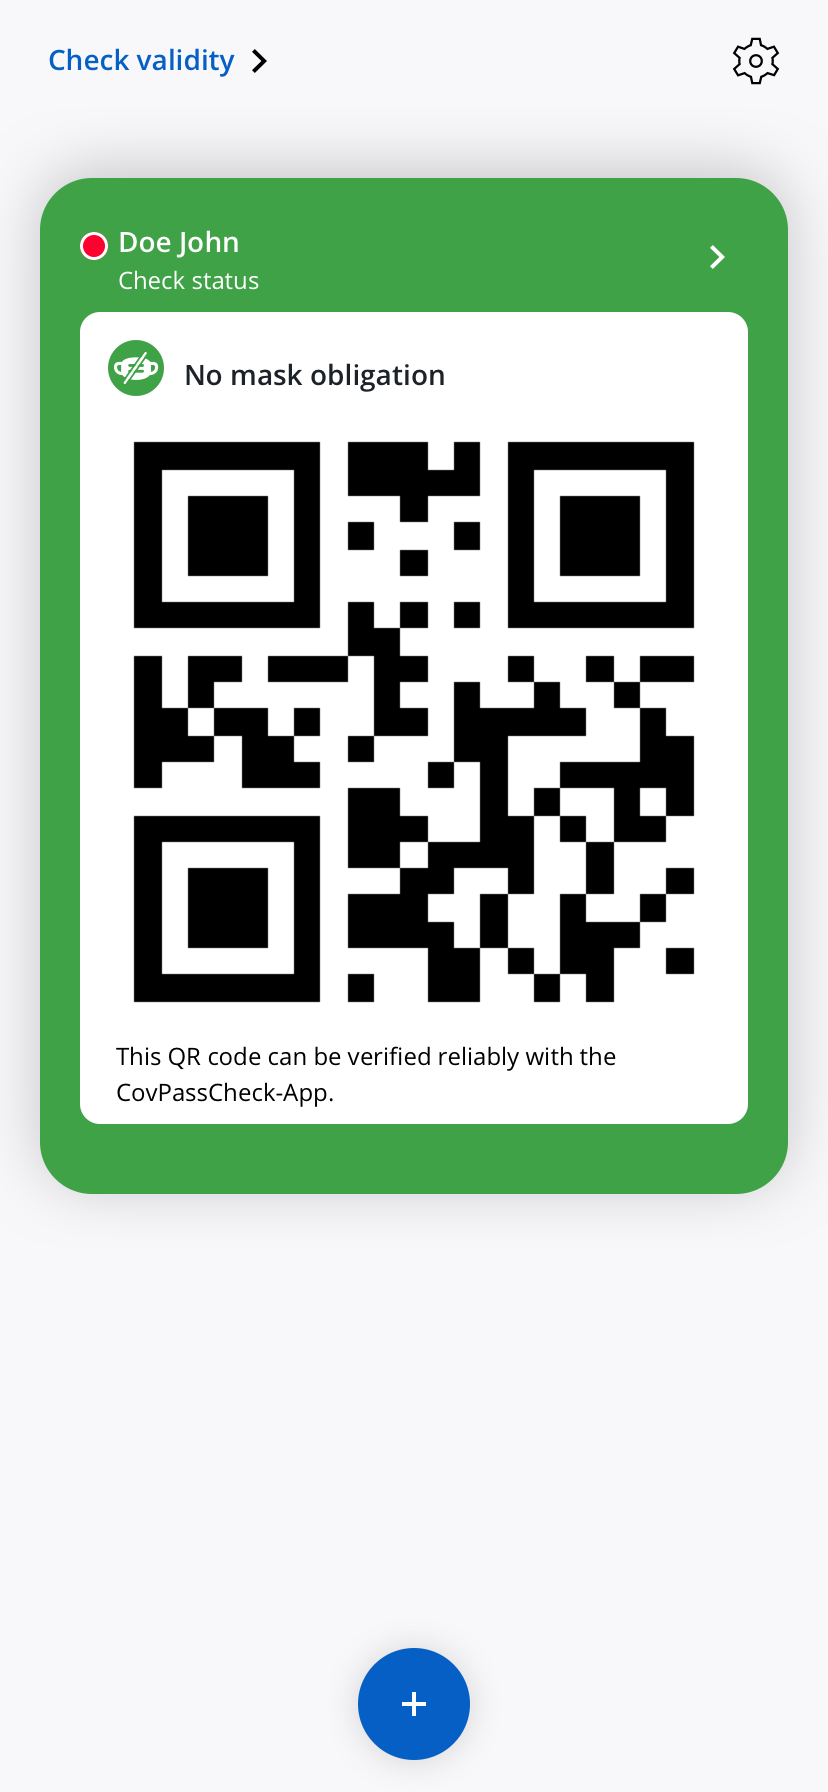 Check validity
Doe John
Check status
No mask obligation
This QR code can be verified reliably with the
CovPassCheck-App.